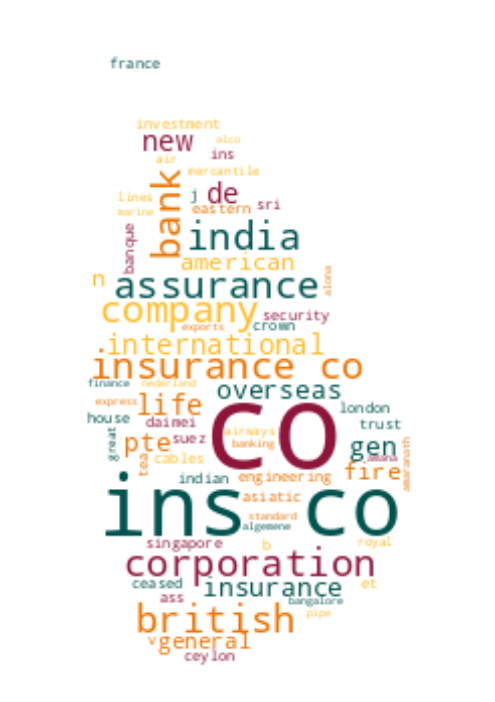 france
investment
new
alco
air
ins
mercantile
bank
lines
j
de
eastern
sri
marine
banque
india
american
n
assurance
alona
company
security
exports
crown
international
insurance co
finance
nederland
overseas
express
life
co
london
house
daimei
airways
trust
great
pte
suez
banking
gen
tea
cables
amana
fire
amaranath
indian
engineering
asiatic
ins co
standard
algemene
singapore
b
royal
corporation
ceased
insurance
et
ass
bangalore
british
pipe
v
general
ceylon